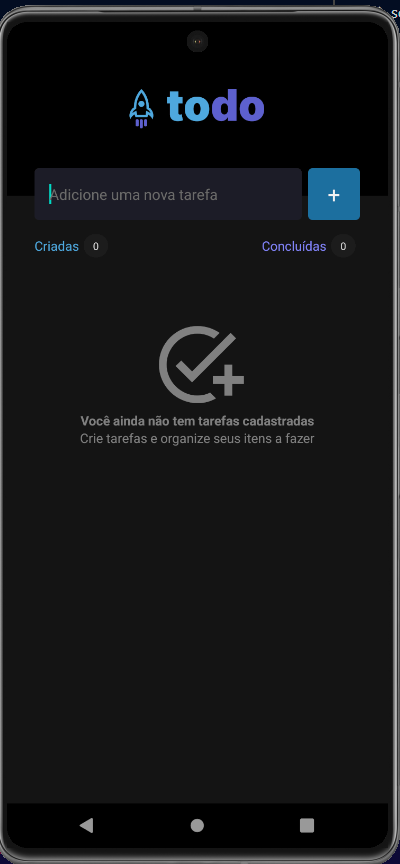 todo
Adicione uma nova tarefa
+
Criadas 0
Concluídas 0
Você ainda não tem tarefas cadastradas
Crie tarefas e organize seus itens a fazer